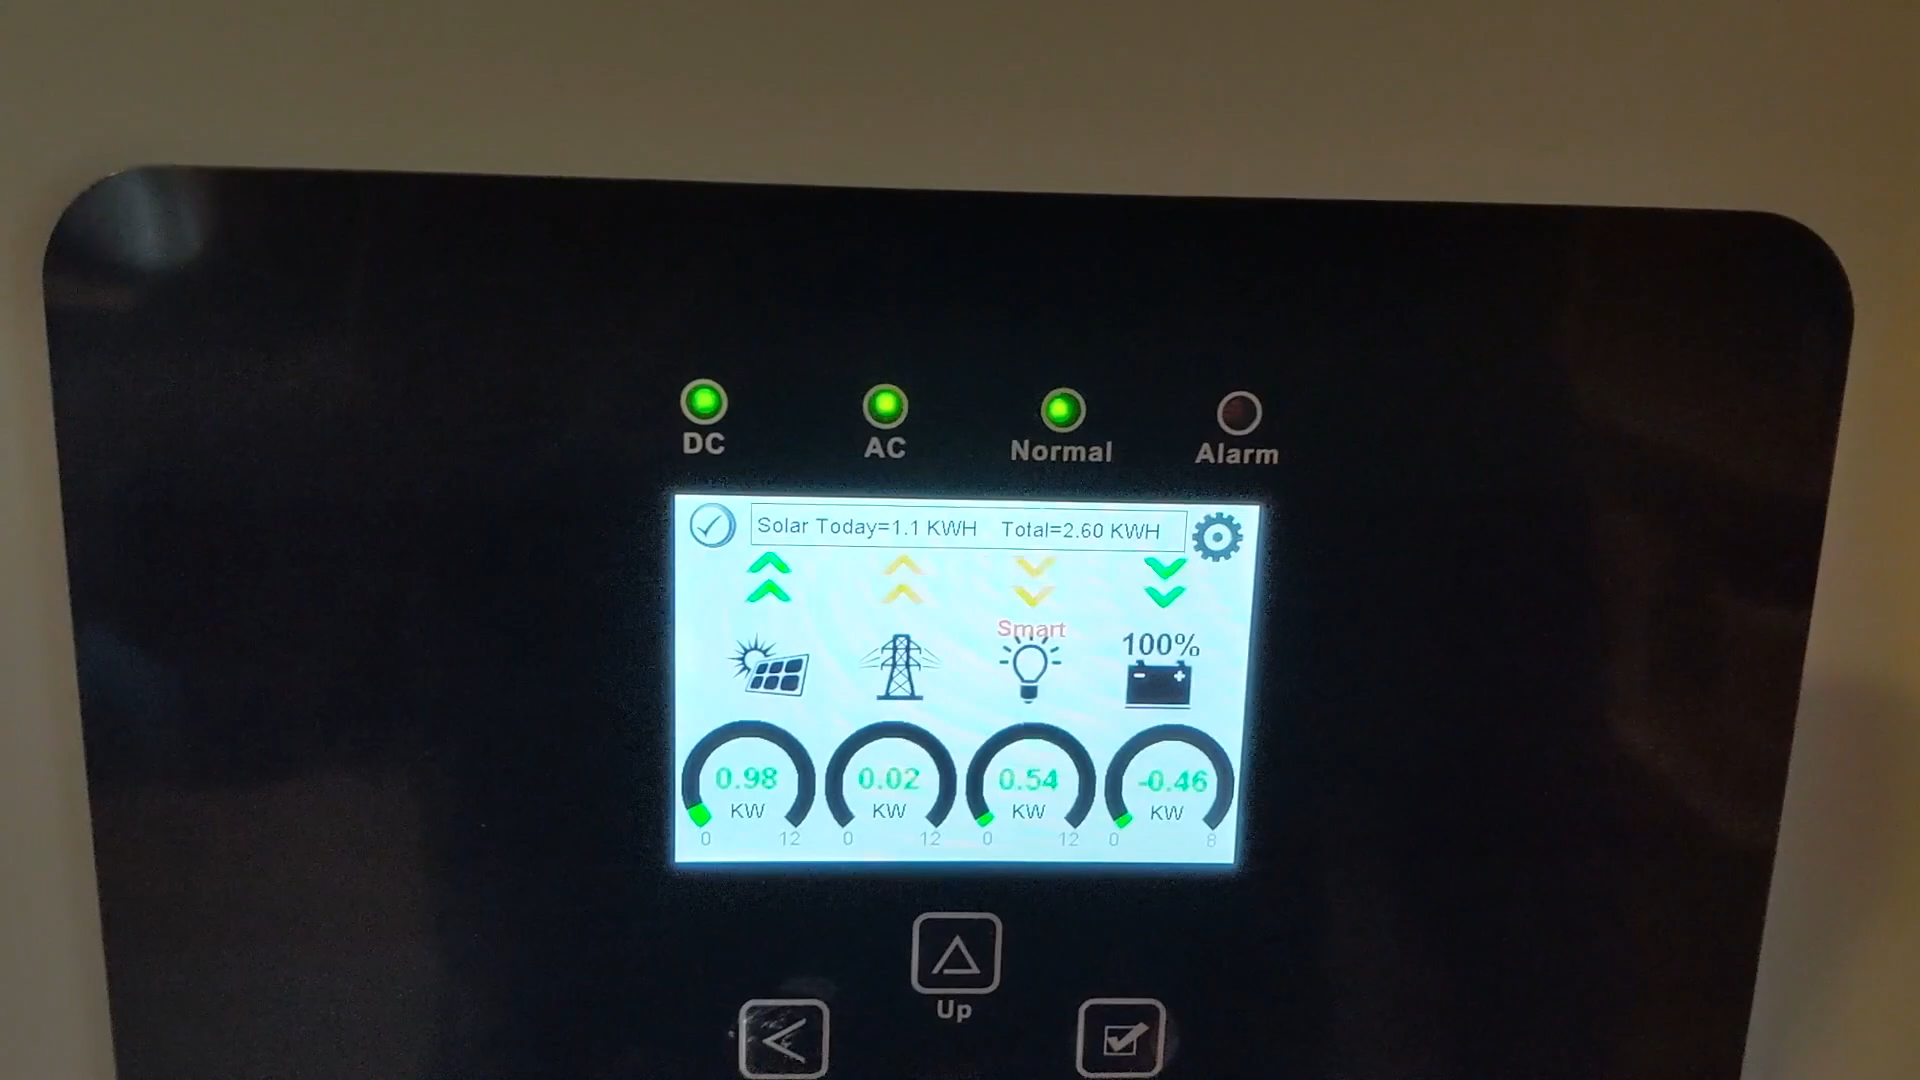 DC AC Normal Alarm
Solar Today=1.1 KWH Total=2.60 KWH
Smart
100%
0.98 0.02 0.54 -0.46
KW KW KW KW
0 12 0 12 0 12 0 8
Up